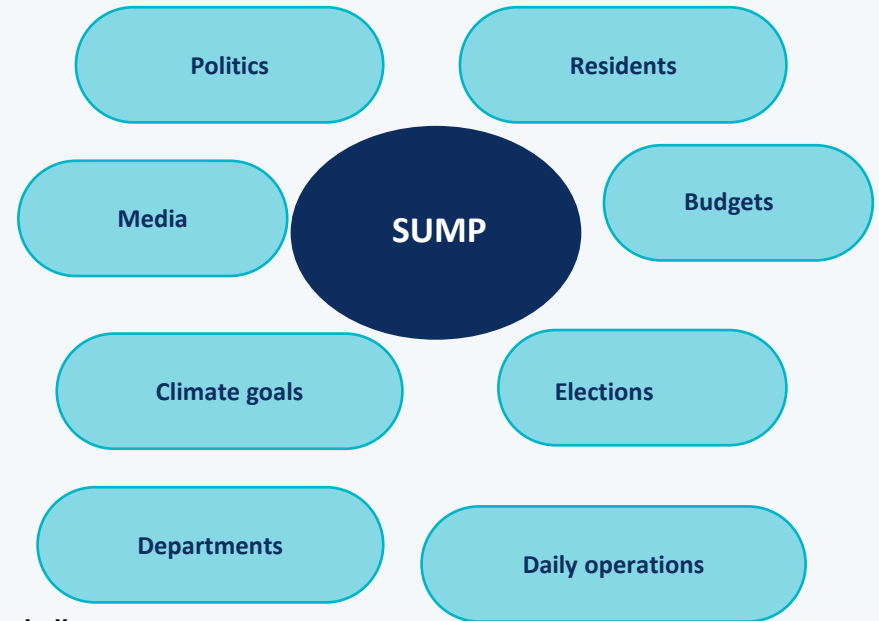 Politics
Residents
Media
SUMP
Budgets
Climate goals
Elections
Departments
Daily operations